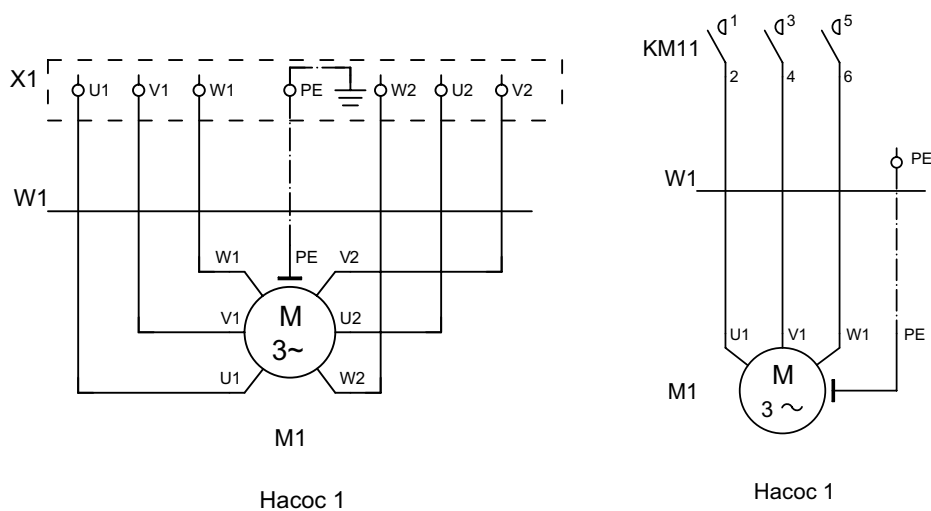 X1
U1 V1 W1 PE W2 U2 V2
W1
W1 PE V2
V1 M U2
3~
U1 W2
M1
Насос 1
KM11
1 3 5
2 4 6
PE
W1
U1 V1 W1 PE
M1
M
3 ~
Насос 1